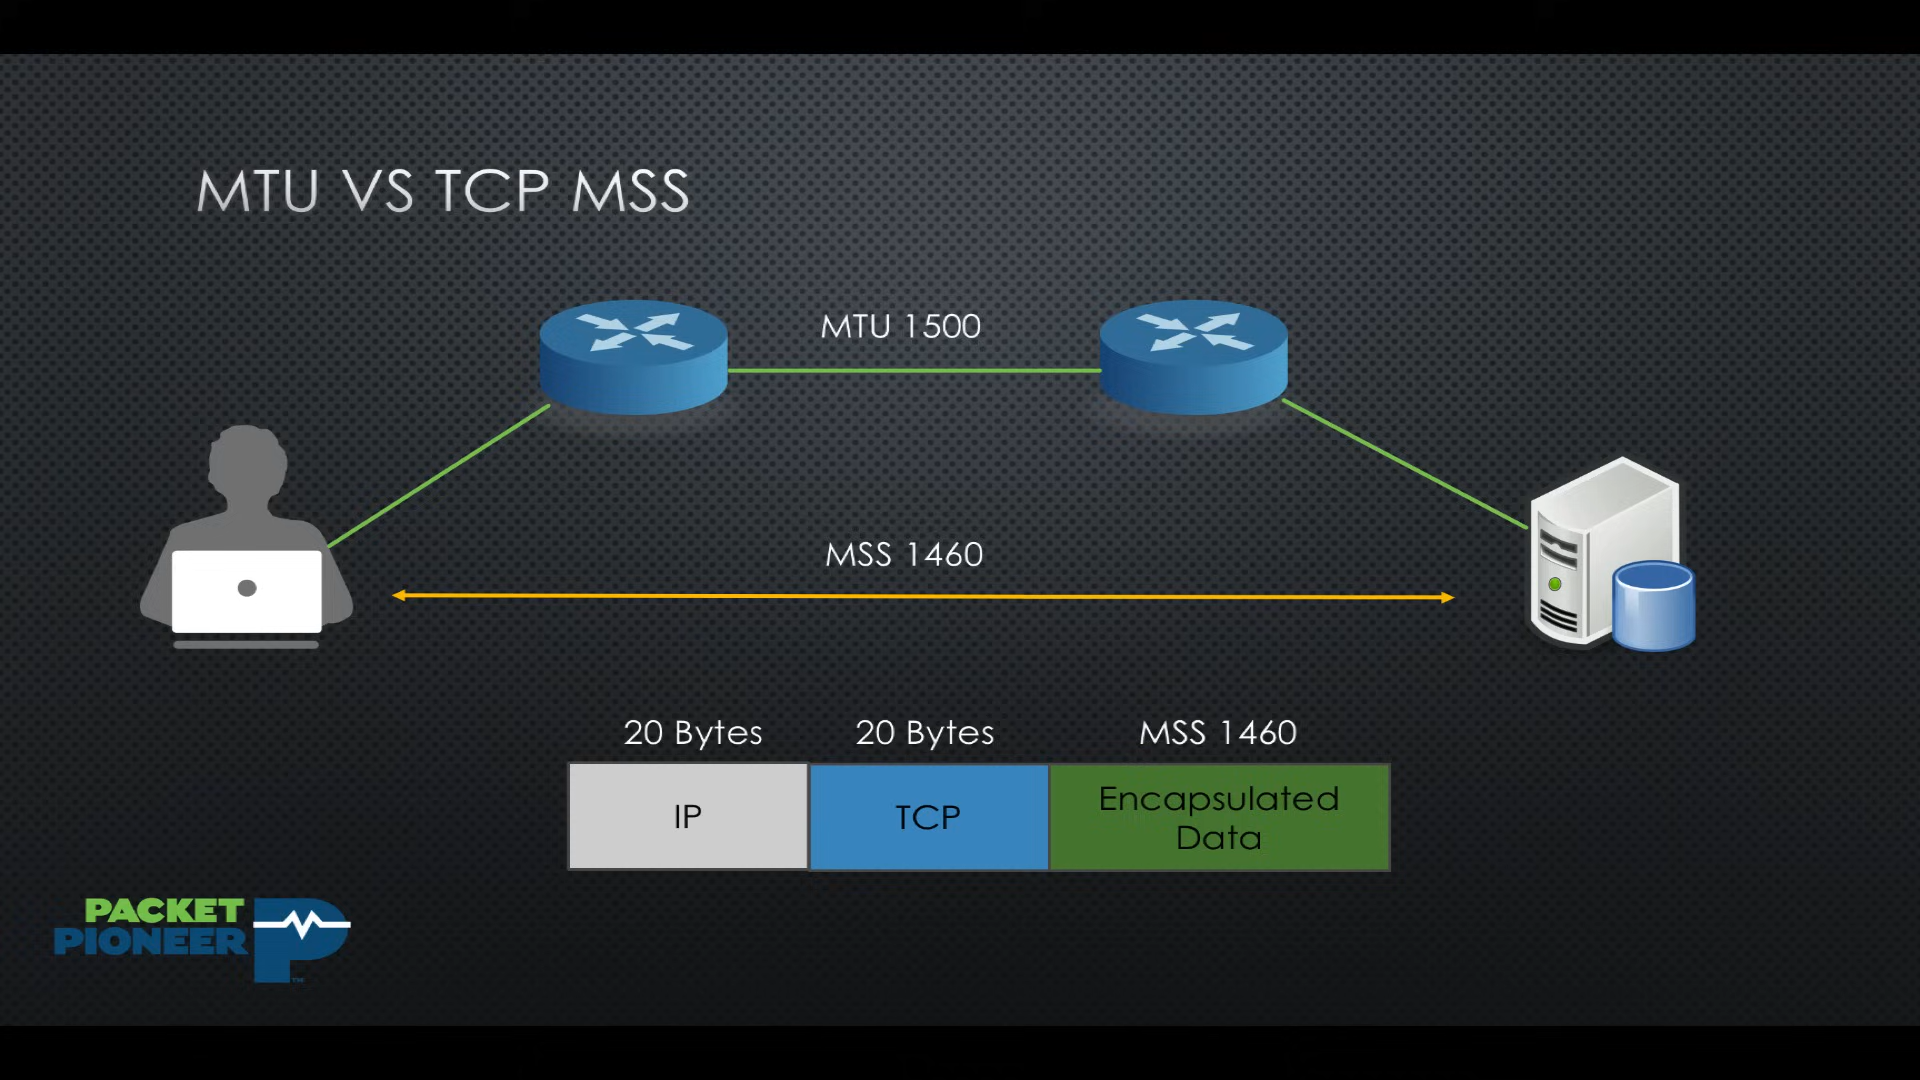 MTU VS TCP MSS
MTU 1500
MSS 1460
20 Bytes
20 Bytes
MSS 1460
IP
TCP
Encapsulated
Data
PACKET
PIONEER
P
TM